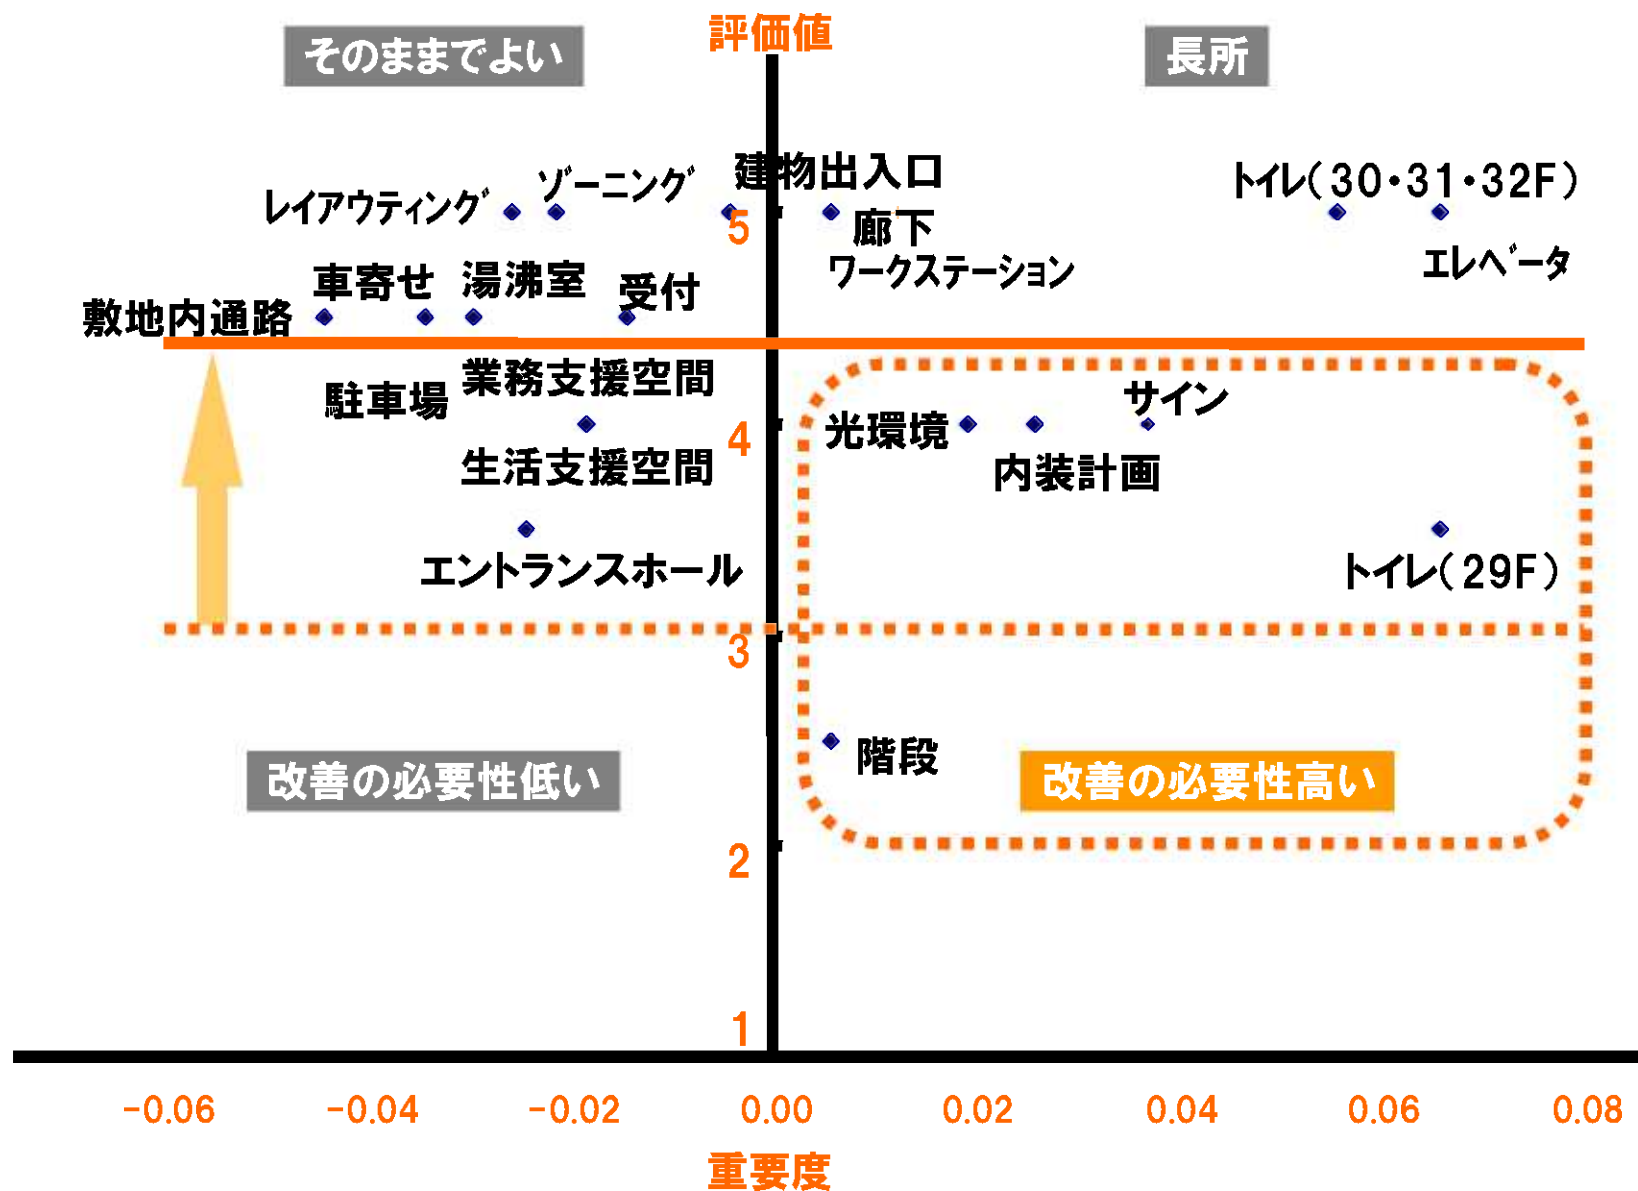 評価値
そのままでよい
長所
建物出入口
トイレ(30・31・32F)
レイアウティング
ゾーニング
5
廊下
ワークステーション
エレベータ
車寄せ
湯沸室
受付
敷地内通路
業務支援空間
駐車場
サイン
4
光環境
生活支援空間
内装計画
エントランスホール
トイレ(29F)
3
階段
改善の必要性低い
改善の必要性高い
2
1
-0.06 -0.04 -0.02 0.00 0.02 0.04 0.06 0.08
重要度